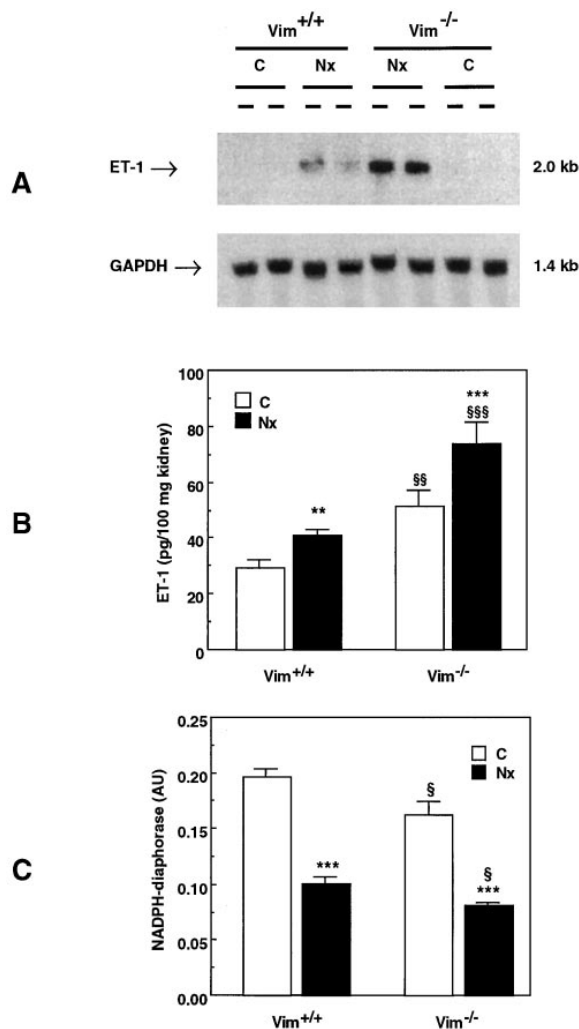 Vim+/+ Vim-/-
C Nx Nx C
A
ET-1 → 2.0 kb
GAPDH → 1.4 kb
B
ET-1 (pg/100 mg kidney)
100
80
60
40
20
0
C
Nx
**
§§
***
§§§
Vim+/+ Vim-/-
C
NADPH-diaphorase (AU)
0.25
0.20
0.15
0.10
0.05
0.00
C
Nx
***
§
§
***
Vim+/+ Vim-/-